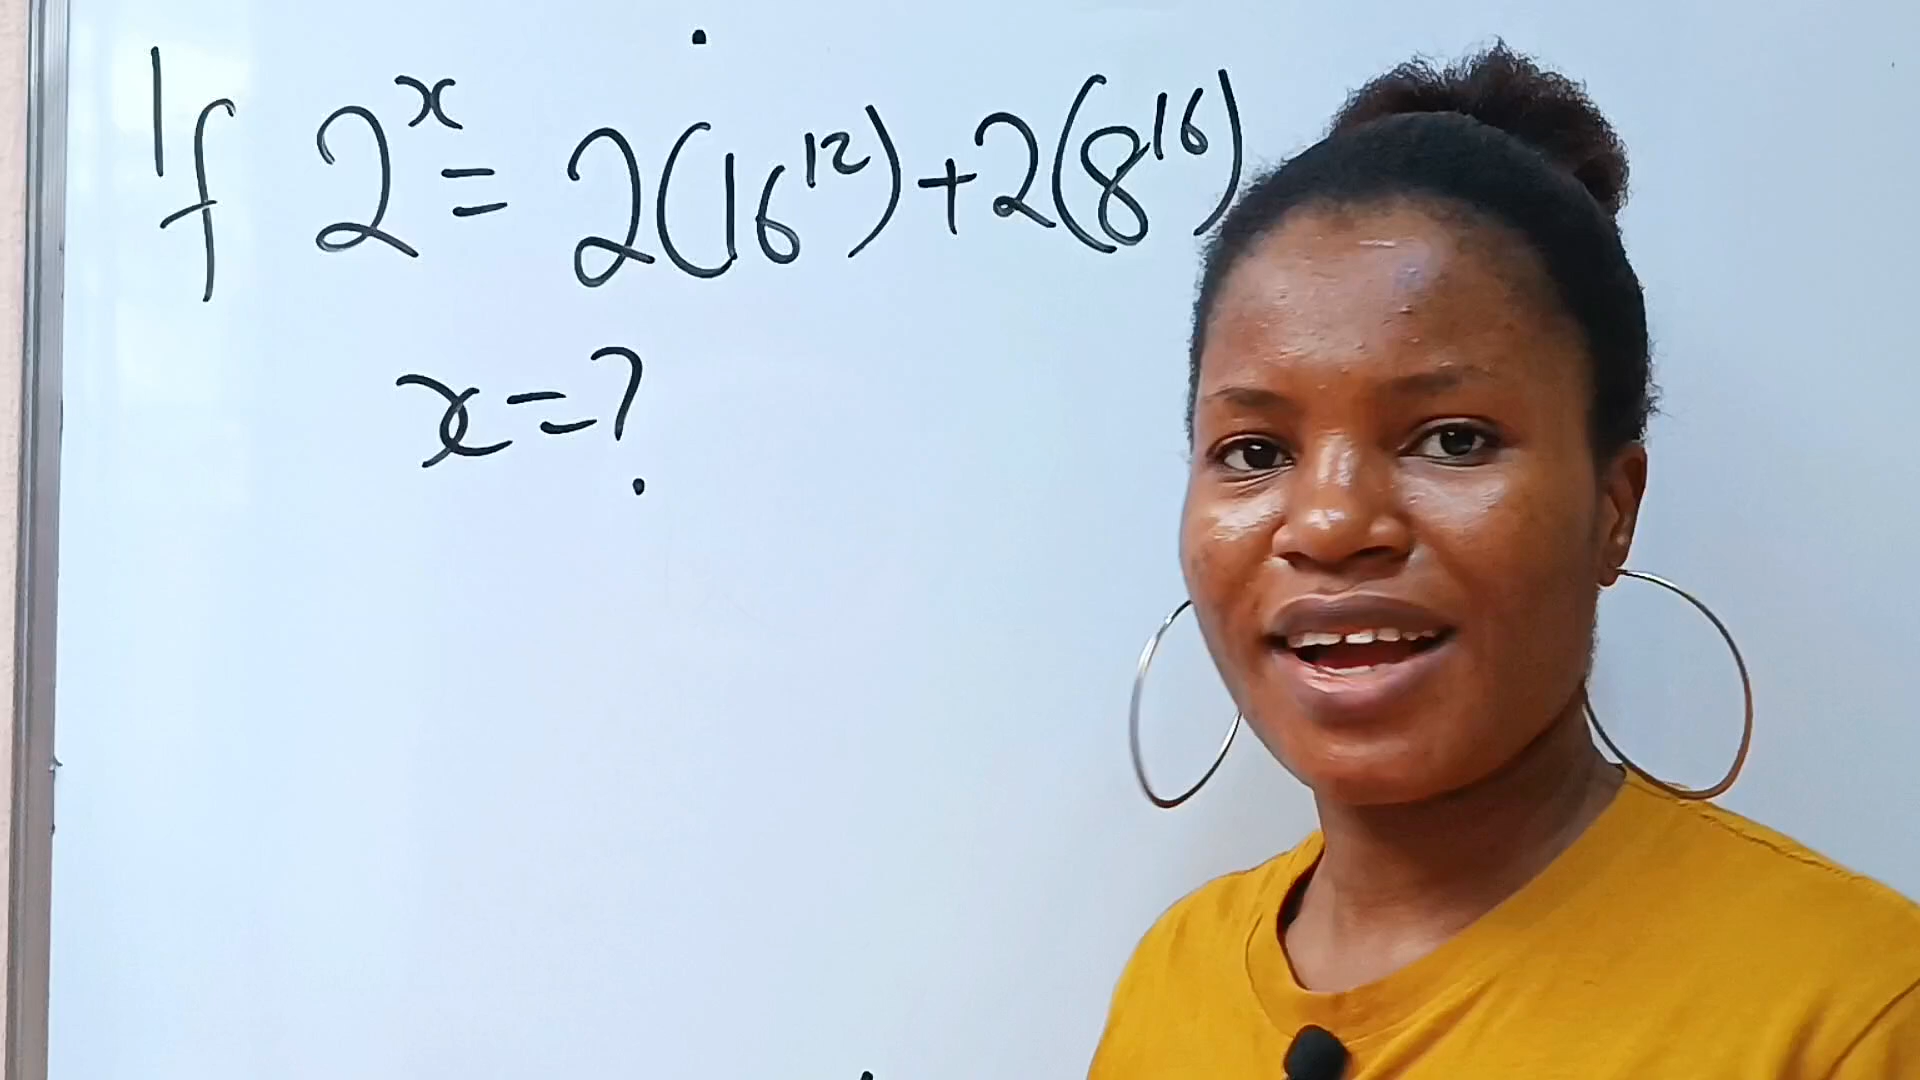 If 2^x = 2(16^12) + 2(8^16)
x = ?